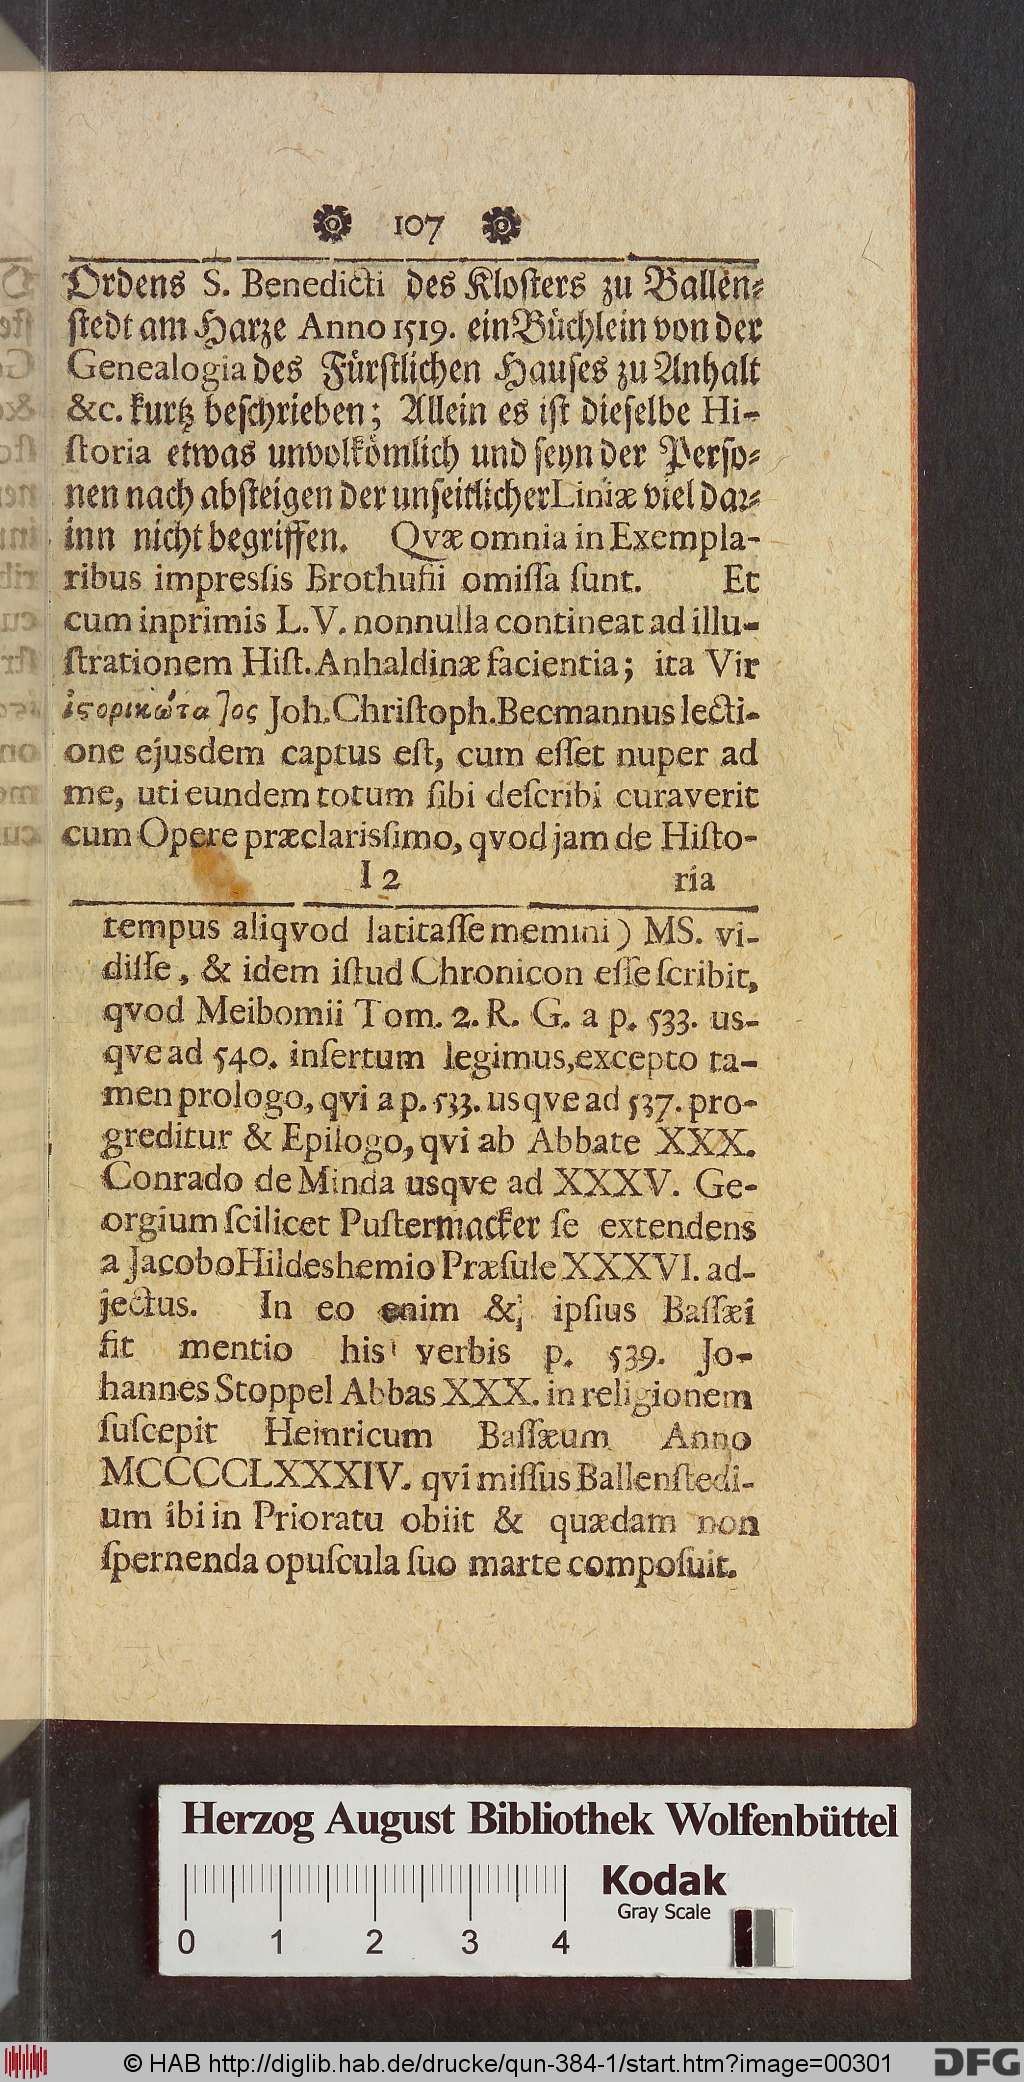 107
Ordens S. Benedicti des Klosters zu Ballen-
stedt am Harze Anno 1519. ein Büchlein von der
Genealogia des Fürstlichen Hauses zu Anhalt
&c. kurtz beschrieben; Allein es ist dieselbe Hi-
ſtoria etwas unvolkömlich und seyn der Perso-
nen nach absteigender unseitlicher Liniæ viel dar-
inn nicht begriffen. Qvæ omnia in Exempla-
ribus impresſis Brothufii omiſſa ſunt. Et
cum inprimis L.V. nonnulla contineat ad illu-
ſtrationem Hiſt. Anhaldinæ facientia; ita Vir
ἱςορικώτατος Joh. Chriſtoph. Becmannus lecti-
one ejusdem captus eſt, cum eſſet nuper ad
me, uti eundem totum ſibi deſcribi curaverit
cum Opere præclarisſimo, qvod jam de Hiſto-
I 2 ria
tempus aliqvod latitaſſe memini) MS. vi-
diſſe, & idem iſtud Chronicon eſſe ſcribit,
qvod Meibomii Tom. 2. R. G. a p. 533. us-
qve ad 540. inſertum legimus, excepto ta-
men prologo, qvi a p. 533. usqve ad 537. pro-
greditur & Epilogo, qvi ab Abbate XXX.
Conrado de Minda usqve ad XXXV. Ge-
orgium ſcilicet Puſtermacker ſe extendens
a Jacobo Hildeshemio Præſule XXXVI. ad-
jectus. In eo enim & ipſius Baſſæi
fit mentio his verbis p. 539. Jo-
hannes Stoppel Abbas XXX. in religionem
ſuſcepit Heinricum Baſſæum Anno
MCCCCLXXXIV. qvi miſſus Ballenſtedi-
um ibi in Prioratu obiit & quædam non
ſpernenda opuſcula ſuo marte compoſuit.
Herzog August Bibliothek Wolfenbüttel
Kodak
Gray Scale
0 1 2 3 4
© HAB http://diglib.hab.de/drucke/qun-384-1/start.htm?image=00301
DFG